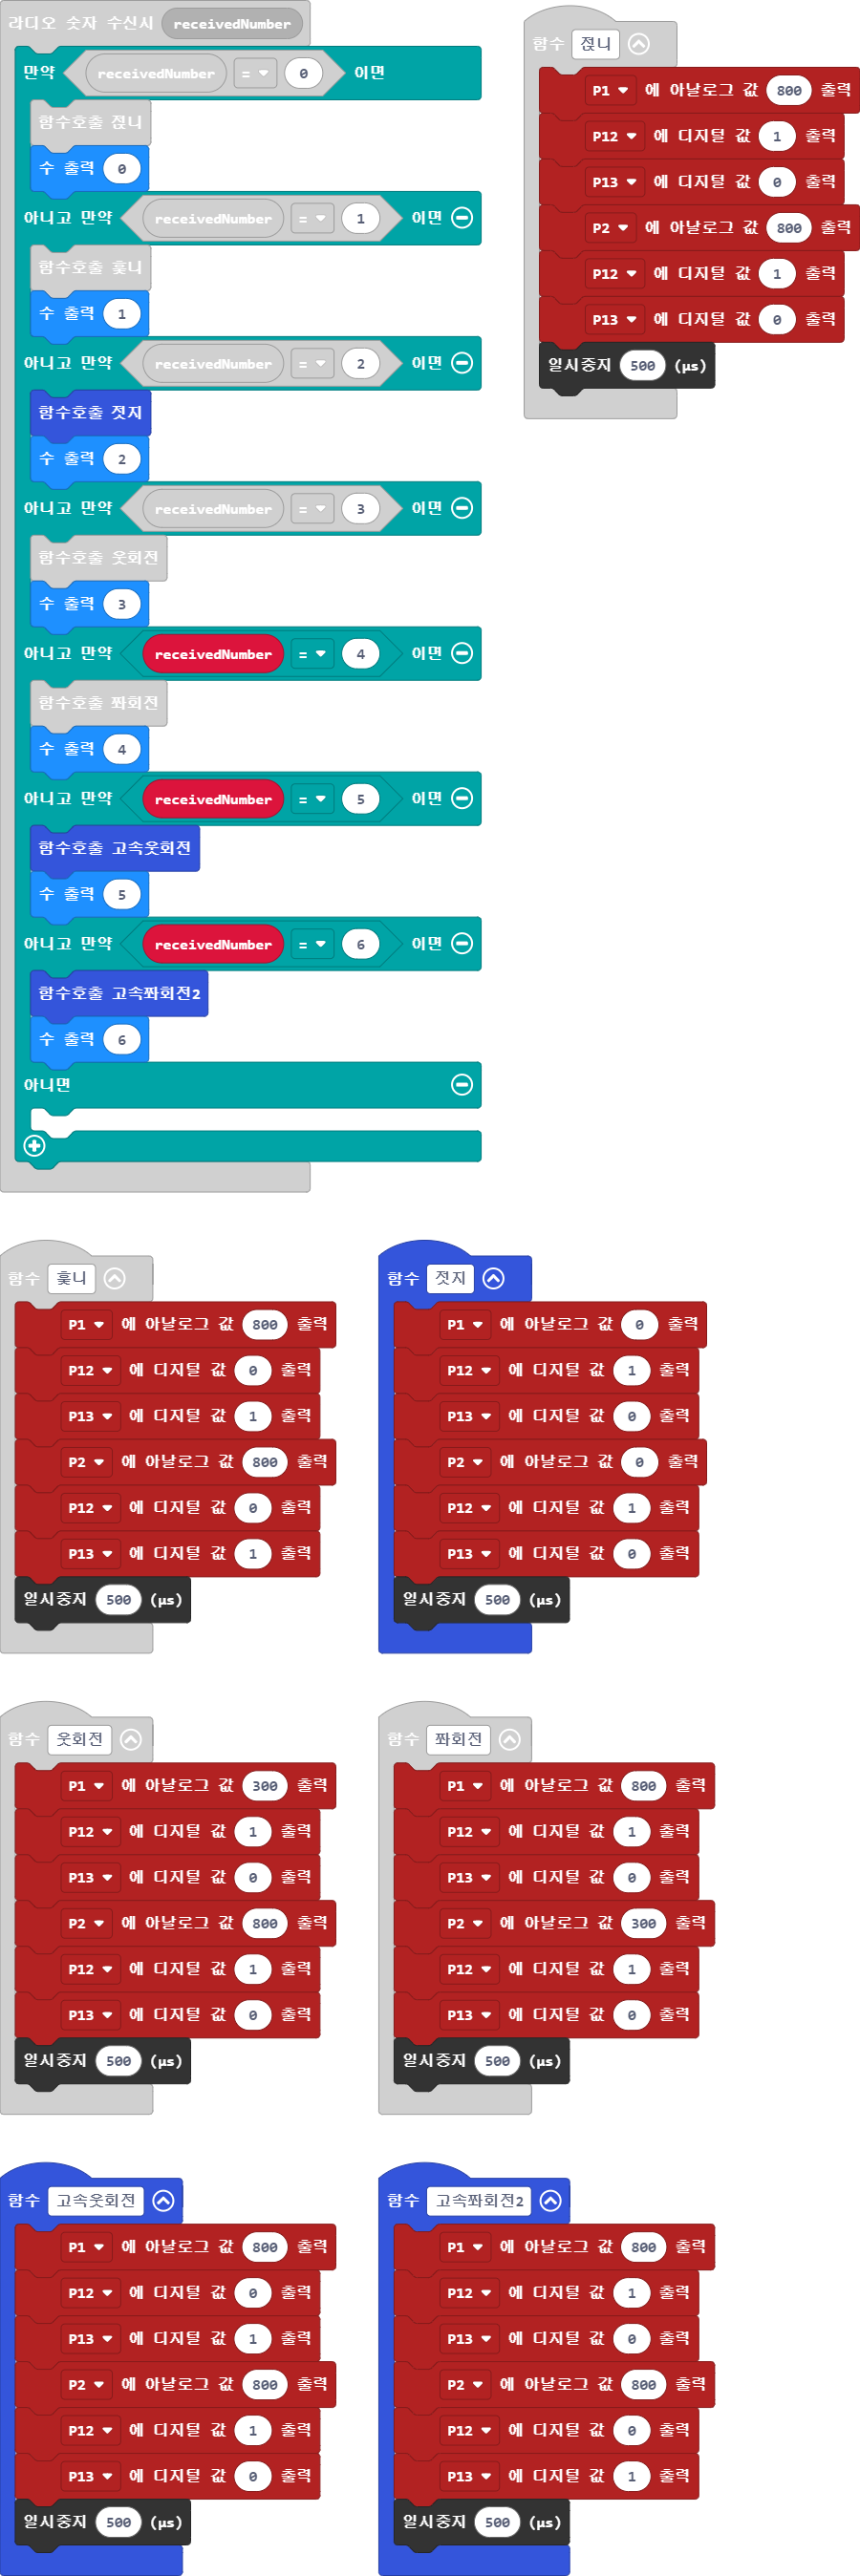 라디오 숫자 수신시 receivedNumber
만약 receivedNumber = 0 이면
함수호출 젅니
수 출력 0
아니고 만약 receivedNumber = 1 이면
함수호출 훛니
수 출력 1
아니고 만약 receivedNumber = 2 이면
함수호출 젓지
수 출력 2
아니고 만약 receivedNumber = 3 이면
함수호출 웃회전
수 출력 3
아니고 만약 receivedNumber = 4 이면
함수호출 쫘회전
수 출력 4
아니고 만약 receivedNumber = 5 이면
함수호출 고속웃회전
수 출력 5
아니고 만약 receivedNumber = 6 이면
함수호출 고속쫘회전2
수 출력 6
아니면
함수 젅니
P1 에 아날로그 값 800 출력
P12 에 디지털 값 1 출력
P13 에 디지털 값 0 출력
P2 에 아날로그 값 800 출력
P12 에 디지털 값 1 출력
P13 에 디지털 값 0 출력
일시중지 500 (µs)
함수 훛니
P1 에 아날로그 값 800 출력
P12 에 디지털 값 0 출력
P13 에 디지털 값 1 출력
P2 에 아날로그 값 800 출력
P12 에 디지털 값 0 출력
P13 에 디지털 값 1 출력
일시중지 500 (µs)
함수 젓지
P1 에 아날로그 값 0 출력
P12 에 디지털 값 1 출력
P13 에 디지털 값 0 출력
P2 에 아날로그 값 0 출력
P12 에 디지털 값 1 출력
P13 에 디지털 값 0 출력
일시중지 500 (µs)
함수 웃회전
P1 에 아날로그 값 300 출력
P12 에 디지털 값 1 출력
P13 에 디지털 값 0 출력
P2 에 아날로그 값 800 출력
P12 에 디지털 값 1 출력
P13 에 디지털 값 0 출력
일시중지 500 (µs)
함수 쫘회전
P1 에 아날로그 값 800 출력
P12 에 디지털 값 1 출력
P13 에 디지털 값 0 출력
P2 에 아날로그 값 300 출력
P12 에 디지털 값 1 출력
P13 에 디지털 값 0 출력
일시중지 500 (µs)
함수 고속웃회전
P1 에 아날로그 값 800 출력
P12 에 디지털 값 0 출력
P13 에 디지털 값 1 출력
P2 에 아날로그 값 800 출력
P12 에 디지털 값 1 출력
P13 에 디지털 값 0 출력
일시중지 500 (µs)
함수 고속쫘회전2
P1 에 아날로그 값 800 출력
P12 에 디지털 값 1 출력
P13 에 디지털 값 0 출력
P2 에 아날로그 값 800 출력
P12 에 디지털 값 0 출력
P13 에 디지털 값 1 출력
일시중지 500 (µs)